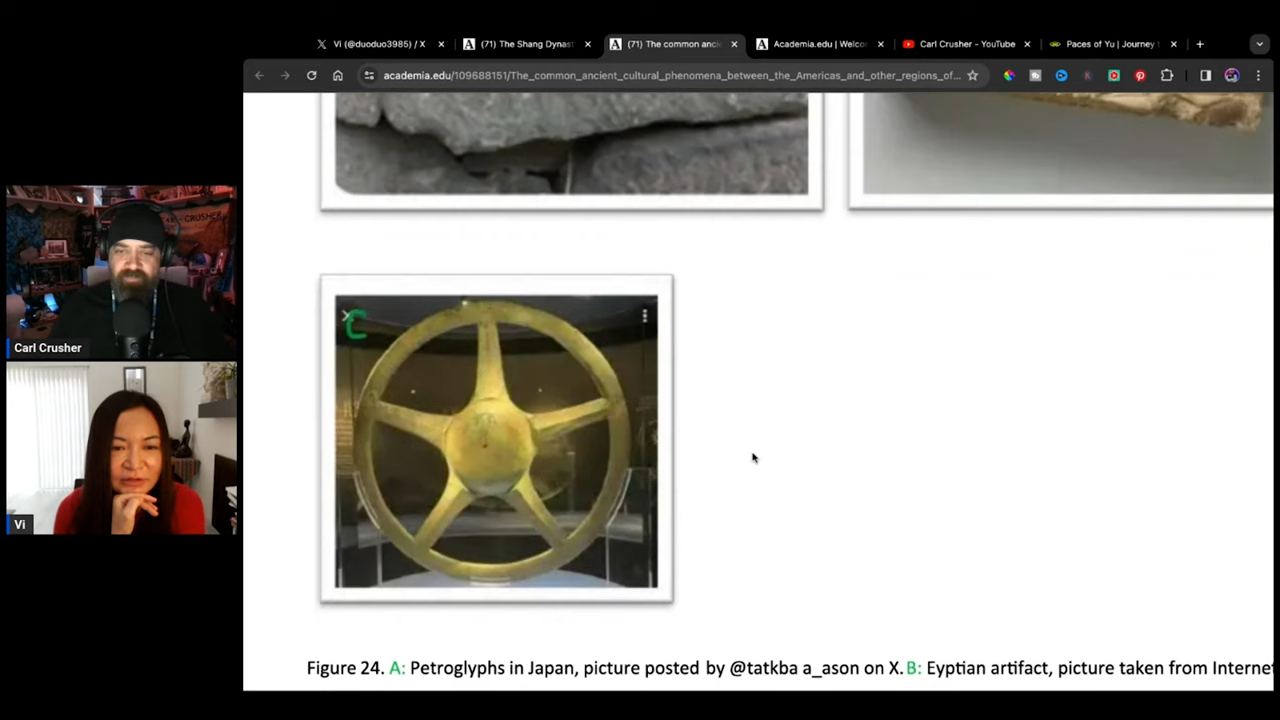 Vi (@duoduo3985) / X
(71) The Shang Dynast
(71) The common anci
Academia.edu | Welco
Carl Crusher - YouTube
Paces of Yu | Journey t
academia.edu/109688151/The_common_ancient_cultural_phenomena_between_the_Americas_and_other_regions_of...
Carl Crusher
Vi
C
Figure 24. A: Petroglyphs in Japan, picture posted by @tatkba a_ason on X. B: Eyptian artifact, picture taken from Internet